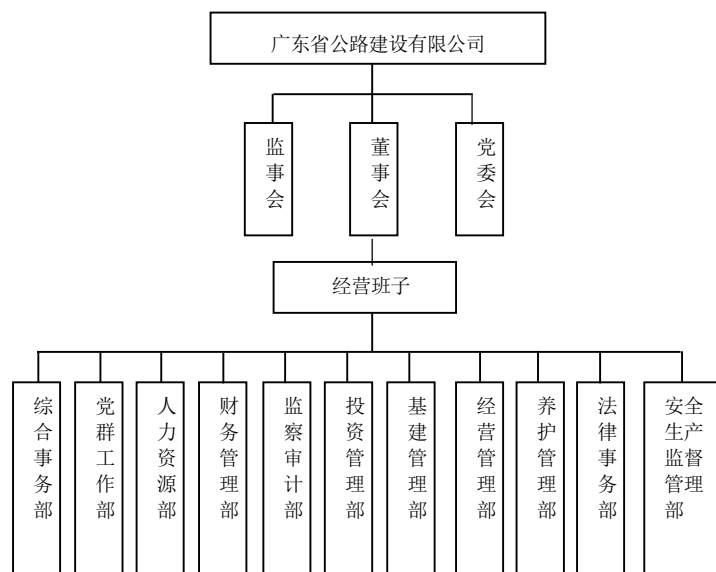 广东省公路建设有限公司
监事会
董事会
党委会
经营班子
综合事务部
党群工作部
人力资源部
财务管理部
监察审计部
投资管理部
基建管理部
经营管理部
养护管理部
法律事务部
安全生产监督管理部